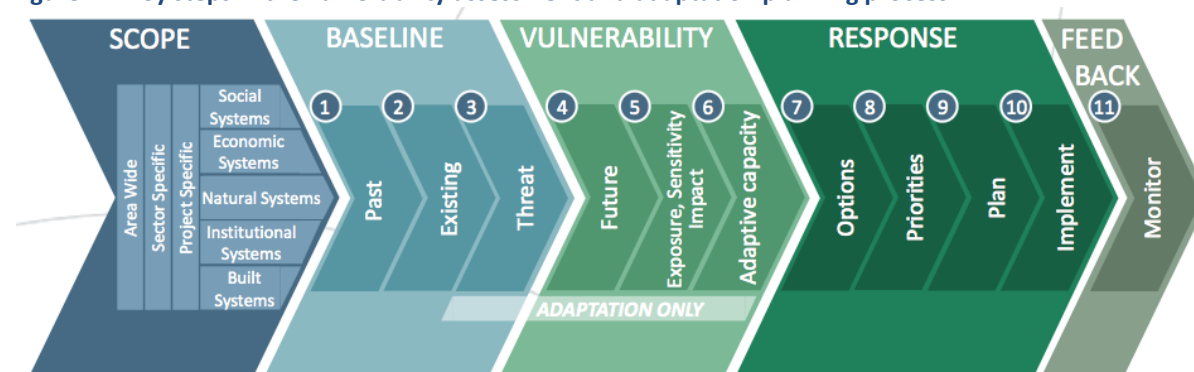 SCOPE
BASELINE
VULNERABILITY
RESPONSE
FEED
BACK
Area Wide
Sector Specific
Project Specific
Social
Systems
Economic
Systems
Natural Systems
Institutional
Systems
Built
Systems
1
Past
2
Existing
3
Threat
4
Future
5
Exposure, Sensitivity
Impact
6
Adaptive capacity
ADAPTATION ONLY
7
Options
8
Priorities
9
Plan
10
Implement
11
Monitor